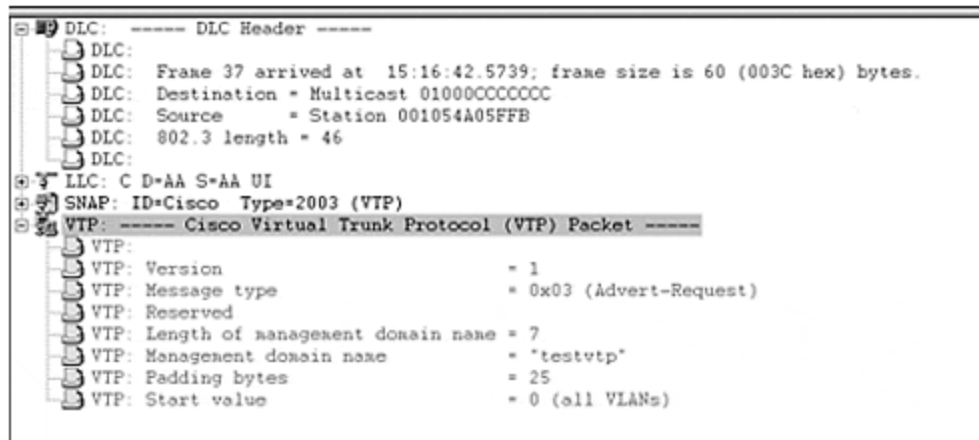 DLC: ----- DLC Header -----
DLC:
DLC: Frame 37 arrived at 15:16:42.5739; frame size is 60 (003C hex) bytes.
DLC: Destination = Multicast 01000CCCCCCC
DLC: Source = Station 001054A05FFB
DLC: 802.3 length = 46
DLC:
LLC: C D=AA S=AA UI
SNAP: ID=Cisco Type=2003 (VTP)
VTP: ----- Cisco Virtual Trunk Protocol (VTP) Packet -----
VTP:
VTP: Version = 1
VTP: Message type = 0x03 (Advert-Request)
VTP: Reserved
VTP: Length of management domain name = 7
VTP: Management domain name = "testvtp"
VTP: Padding bytes = 25
VTP: Start value = 0 (all VLANs)